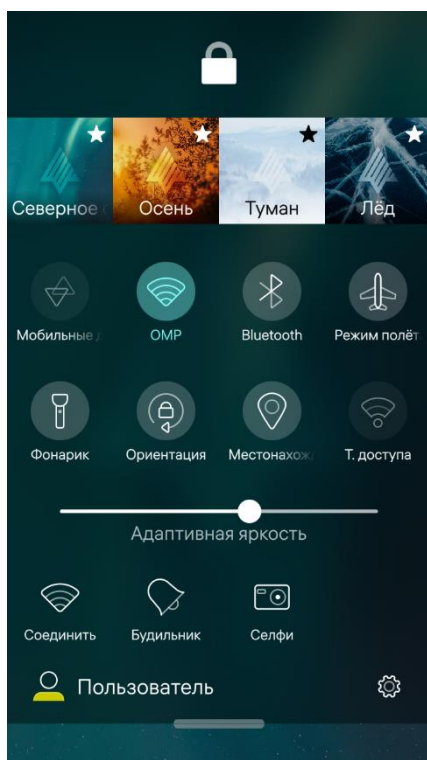 Северное
Осень
Туман
Лёд
Мобильные
OMP
Bluetooth
Режим полёт
Фонарик
Ориентация
Местонахож
Т. доступа
Адаптивная яркость
Соединить
Будильник
Селфи
Пользователь